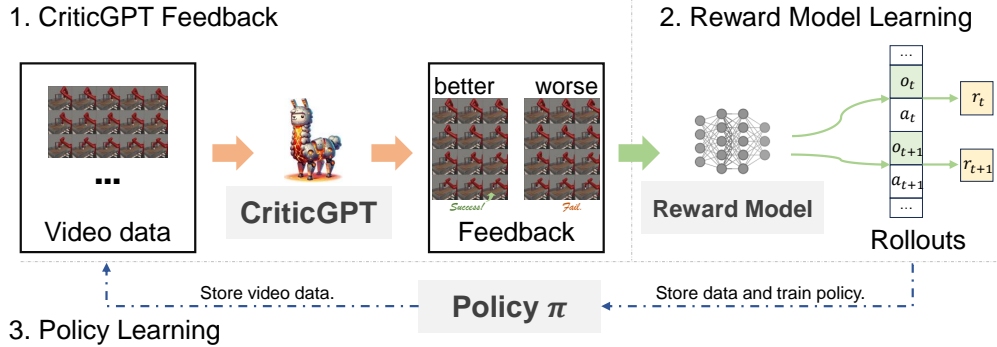 1. CriticGPT Feedback
2. Reward Model Learning
...
Video data
CriticGPT
better
worse
Success!
Fail.
Feedback
Reward Model
...
o_t
a_t
o_{t+1}
a_{t+1}
...
r_t
r_{t+1}
Rollouts
Store video data.
Policy π
Store data and train policy.
3. Policy Learning